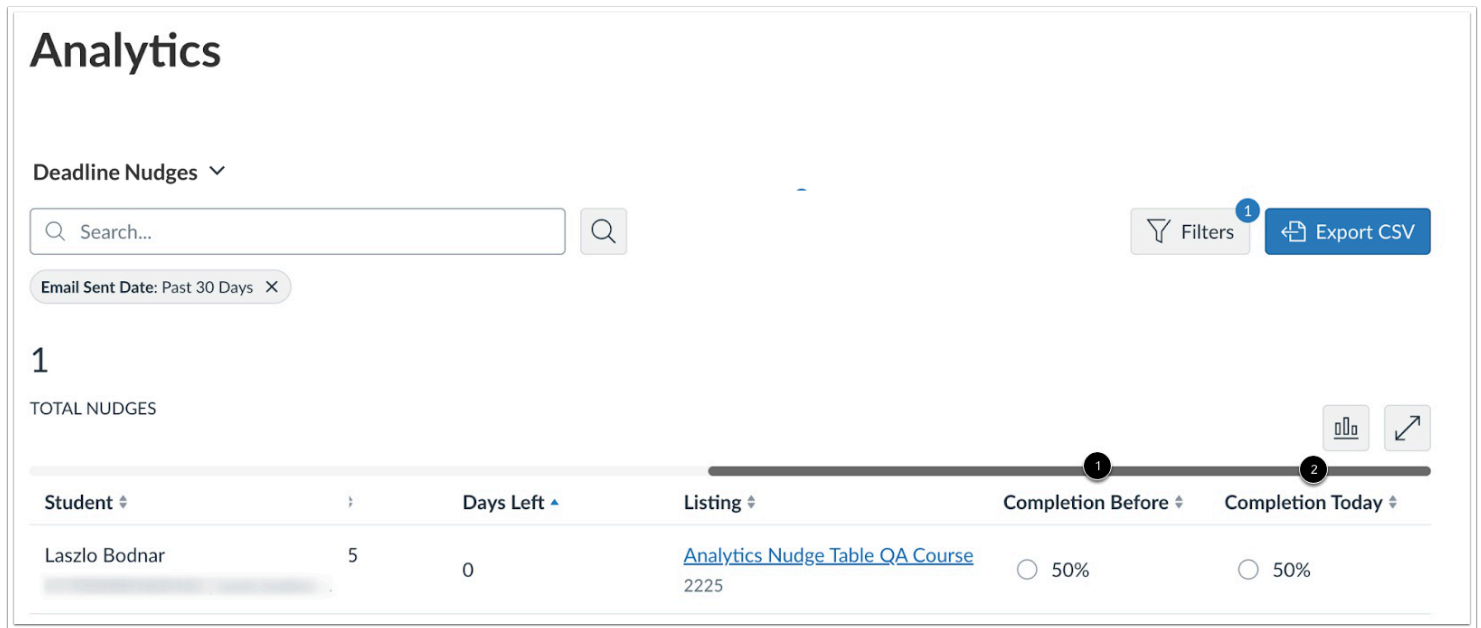 Analytics
Deadline Nudges
Search...
1
Filters
Export CSV
Email Sent Date: Past 30 Days
1
TOTAL NUDGES
1 2
Student Days Left Listing Completion Before Completion Today
Laszlo Bodnar 5 0 Analytics Nudge Table QA Course 50% 50%
2225